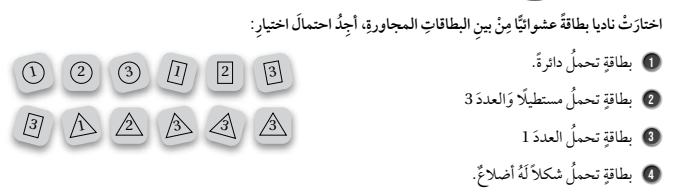 اختارَتْ ناديا بطاقةً عشوائيًّا مِنْ بينِ البطاقاتِ المجاورةِ، أجِدُ احتمالَ اختيارِ:
1 بطاقةٍ تحملُ دائرةً.
2 بطاقةٍ تحملُ مستطيلًا وَالعددَ 3
3 بطاقةٍ تحملُ العددَ 1
4 بطاقةٍ تحملُ شكلاً لَهُ أضلاعٌ.
1 2 3 1 2 3
3 1 2 3 3 3